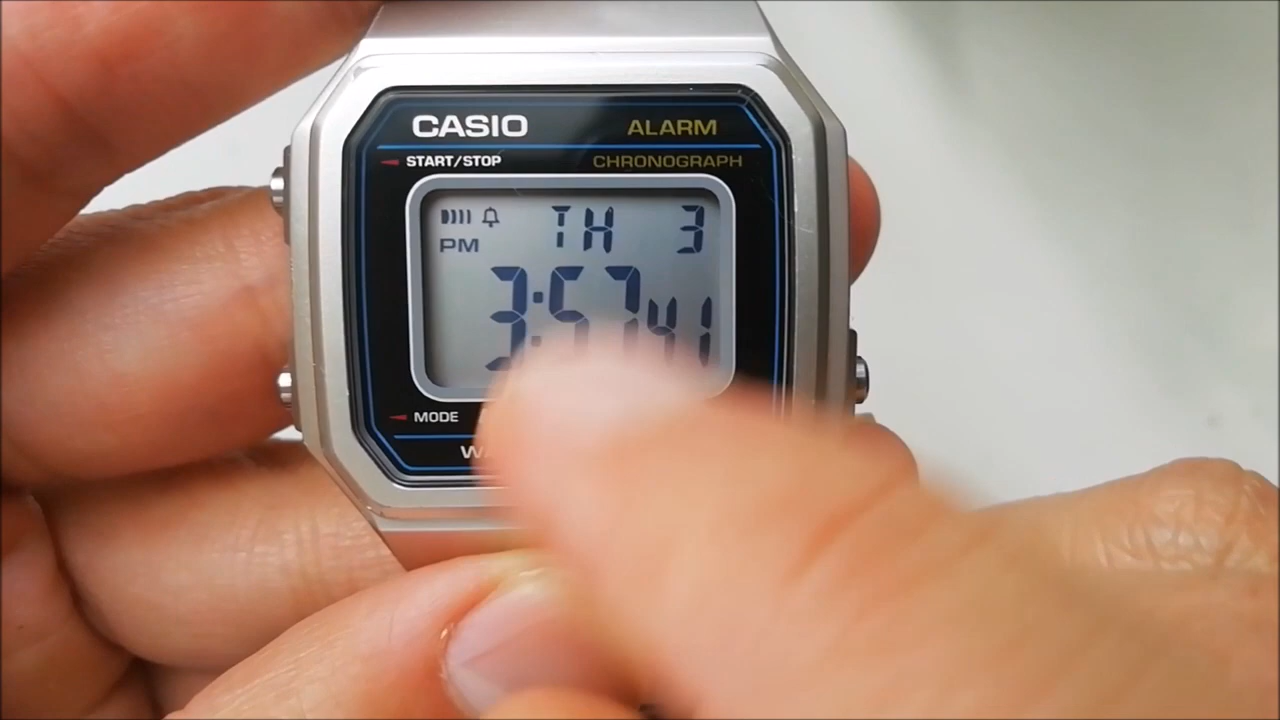 CASIO ALARM
START/STOP CHRONOGRAPH
TH 3
PM
3:57 41
MODE